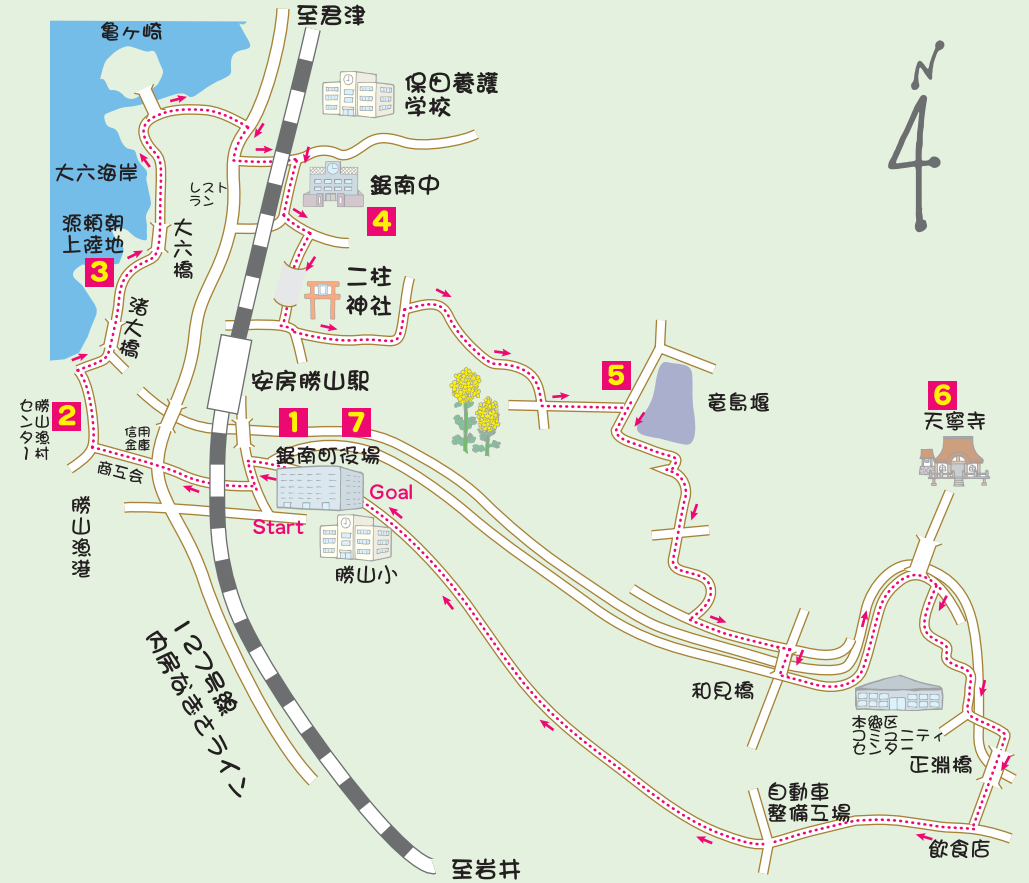 至君津
亀ヶ崎
保田養護
学校
N
大六海岸
レスト
ラン
鋸南中
4
源頼朝
上陸地
3
大六橋
二柱
神社
渚大橋
安房勝山駅
5
竜島堰
6
天寧寺
勝山漁村
センター
2
信用
金庫
1
7
商工会
鋸南町役場
Goal
Start
勝山漁港
勝山小
127号線
内房なぎさライン
和見橋
本郷区
コミュニティ
センター
正淵橋
自動車
整備工場
飲食店
至岩井